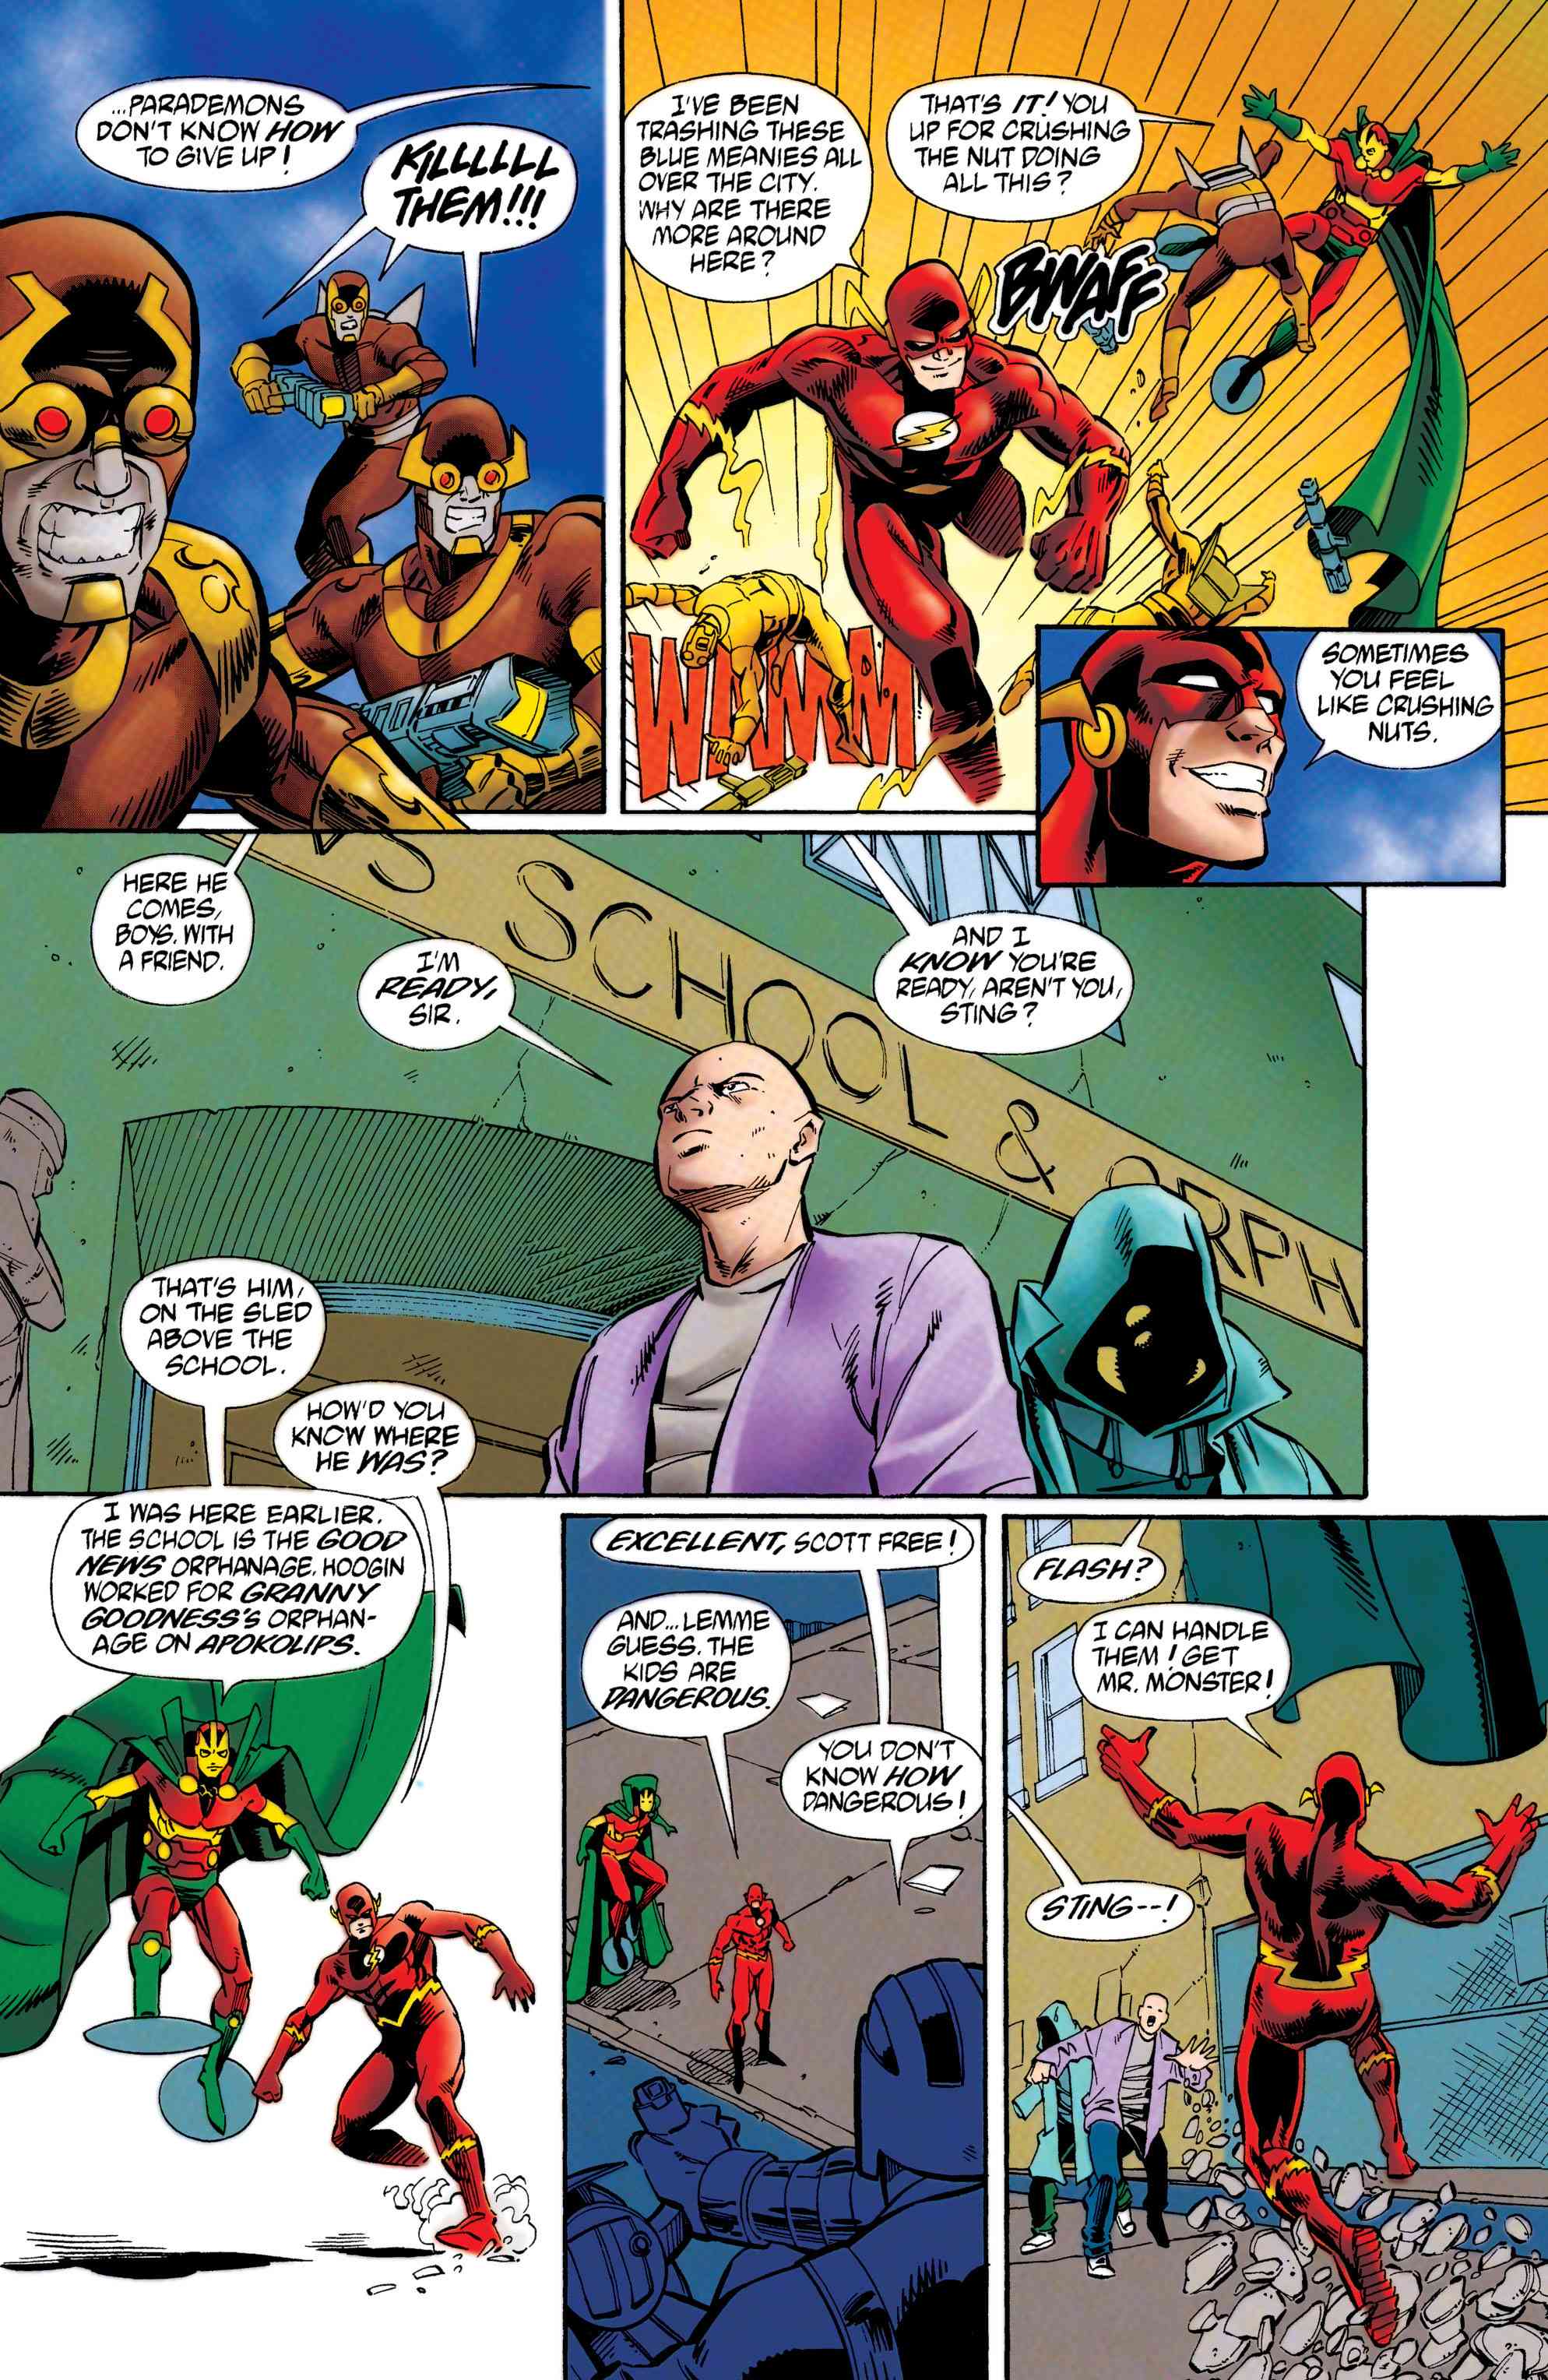 ...PARADEMONS
DON'T KNOW HOW
TO GIVE UP!
KILLLLLL
THEM!!!
I'VE BEEN
TRASHING THESE
BLUE MEANIES ALL
OVER THE CITY.
WHY ARE THERE
MORE AROUND
HERE?
THAT'S IT! YOU
UP FOR CRUSHING
THE NUT DOING
ALL THIS?
BWAFF
WHMM
SOMETIMES
YOU FEEL
LIKE CRUSHING
NUTS.
HERE HE
COMES,
BOYS. WITH
A FRIEND.
I'M
READY,
SIR.
AND I
KNOW YOU'RE
READY, AREN'T YOU,
STING?
'S SCHOOL & ORPH
THAT'S HIM,
ON THE SLED
ABOVE THE
SCHOOL.
HOW'D YOU
KNOW WHERE
HE WAS?
I WAS HERE EARLIER.
THE SCHOOL IS THE GOOD
NEWS ORPHANAGE. HOOGIN
WORKED FOR GRANNY
GOODNESS'S ORPHAN-
AGE ON APOKOLIPS.
EXCELLENT, SCOTT FREE!
AND...LEMME
GUESS. THE
KIDS ARE
DANGEROUS.
YOU DON'T
KNOW HOW
DANGEROUS!
FLASH?
I CAN HANDLE
THEM! GET
MR. MONSTER!
STING--!